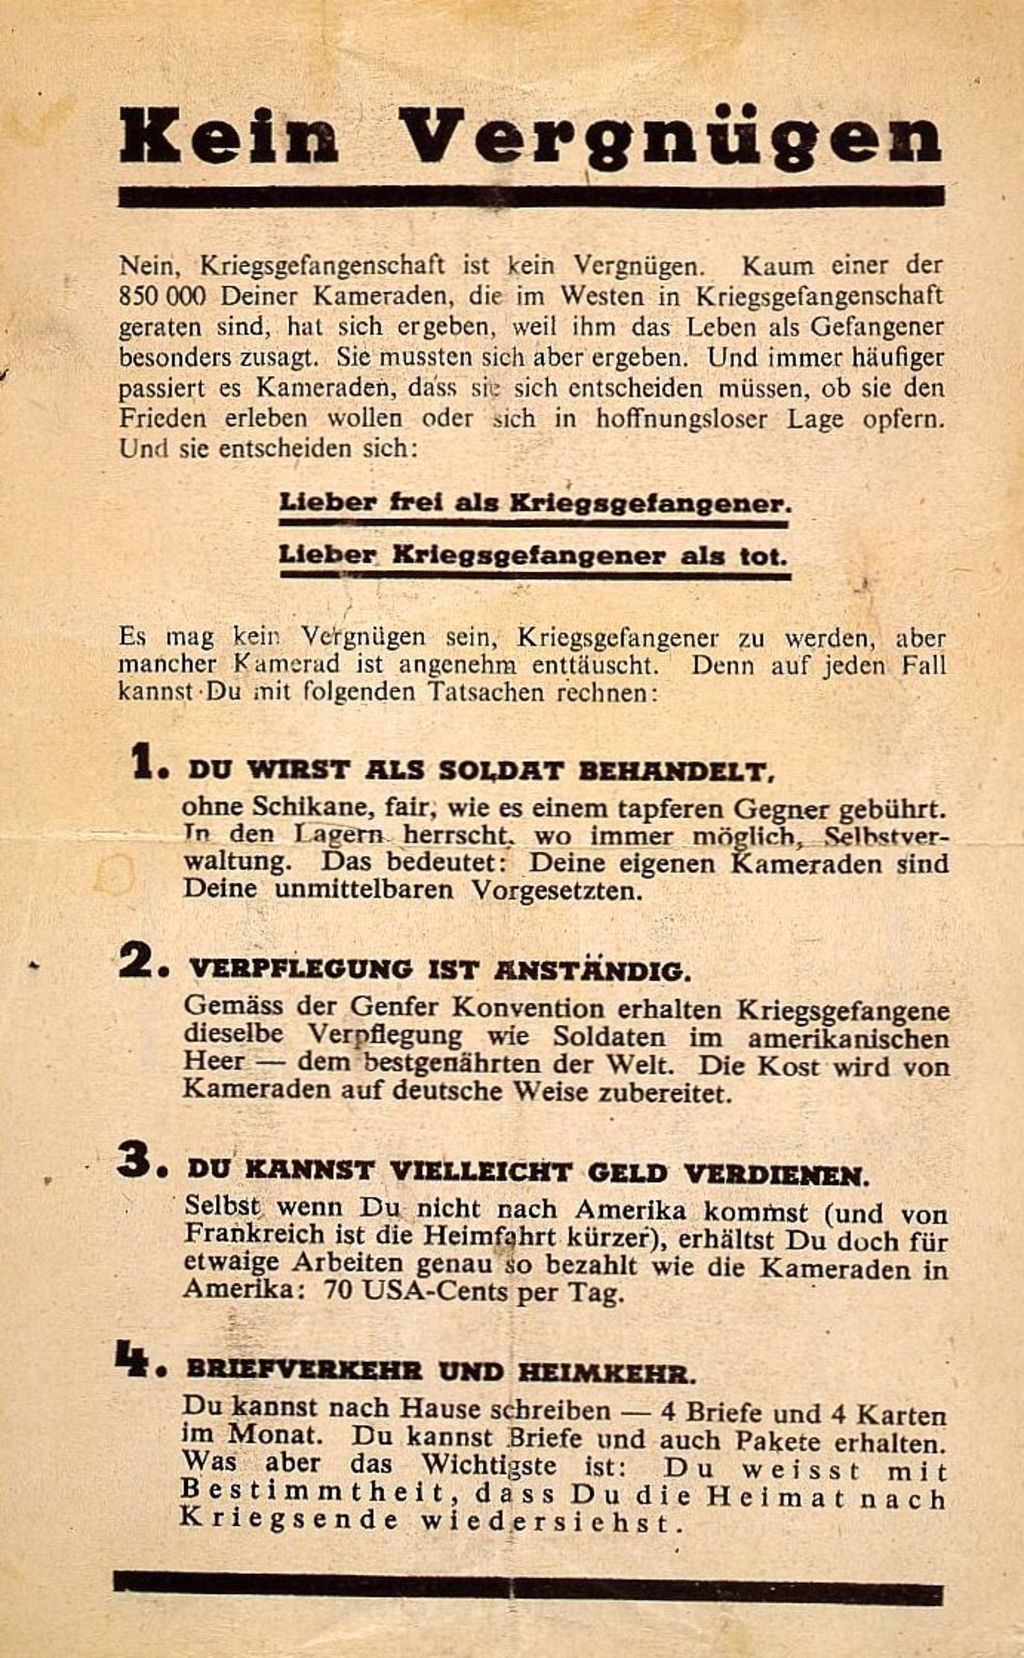 Kein Vergnügen
Nein, Kriegsgefangenschaft ist kein Vergnügen. Kaum einer der
850 000 Deiner Kameraden, die im Westen in Kriegsgefangenschaft
geraten sind, hat sich ergeben, weil ihm das Leben als Gefangener
besonders zusagt. Sie mussten sich aber ergeben. Und immer häufiger
passiert es Kameraden, dass sie sich entscheiden müssen, ob sie den
Frieden erleben wollen oder sich in hoffnungsloser Lage opfern.
Und sie entscheiden sich:
Lieber frei als Kriegsgefangener.
Lieber Kriegsgefangener als tot.
Es mag kein Vergnügen sein, Kriegsgefangener zu werden, aber
mancher Kamerad ist angenehm enttäuscht. Denn auf jeden Fall
kannst Du mit folgenden Tatsachen rechnen:
1. DU WIRST ALS SOLDAT BEHANDELT,
ohne Schikane, fair, wie es einem tapferen Gegner gebührt.
In den Lagern herrscht, wo immer möglich, Selbstver-
waltung. Das bedeutet: Deine eigenen Kameraden sind
Deine unmittelbaren Vorgesetzten.
2. VERPFLEGUNG IST ANSTÄNDIG.
Gemäss der Genfer Konvention erhalten Kriegsgefangene
dieselbe Verpflegung wie Soldaten im amerikanischen
Heer — dem bestgenährten der Welt. Die Kost wird von
Kameraden auf deutsche Weise zubereitet.
3. DU KANNST VIELLEICHT GELD VERDIENEN.
Selbst wenn Du nicht nach Amerika kommst (und von
Frankreich ist die Heimfahrt kürzer), erhältst Du doch für
etwaige Arbeiten genau so bezahlt wie die Kameraden in
Amerika: 70 USA-Cents per Tag.
4. BRIEFVERKEHR UND HEIMKEHR.
Du kannst nach Hause schreiben — 4 Briefe und 4 Karten
im Monat. Du kannst Briefe und auch Pakete erhalten.
Was aber das Wichtigste ist: Du weisst mit
Bestimmtheit, dass Du die Heimat nach
Kriegsende wiedersiehst.